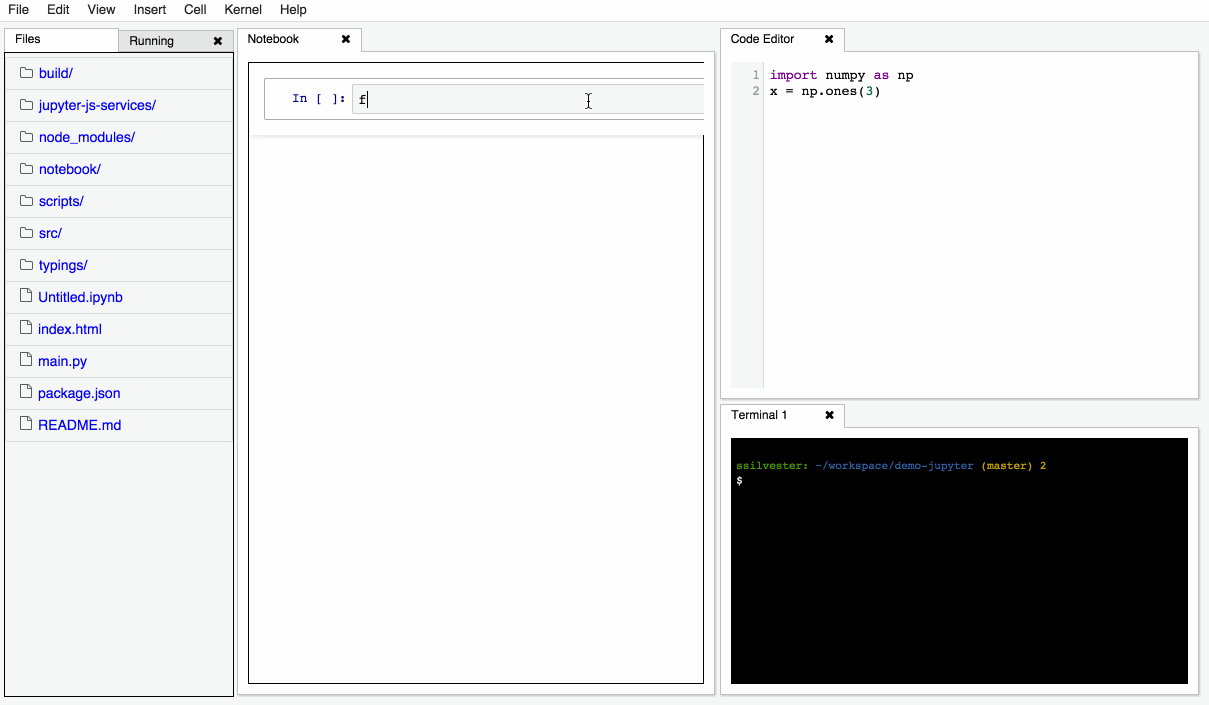 File Edit View Insert Cell Kernel Help
Files Running ✖
build/
jupyter-js-services/
node_modules/
notebook/
scripts/
src/
typings/
Untitled.ipynb
index.html
main.py
package.json
README.md
Notebook ✖
In [ ]: f
Code Editor ✖
1 import numpy as np
2 x = np.ones(3)
Terminal 1 ✖
ssilvester: ~/workspace/demo-jupyter (master) 2
$